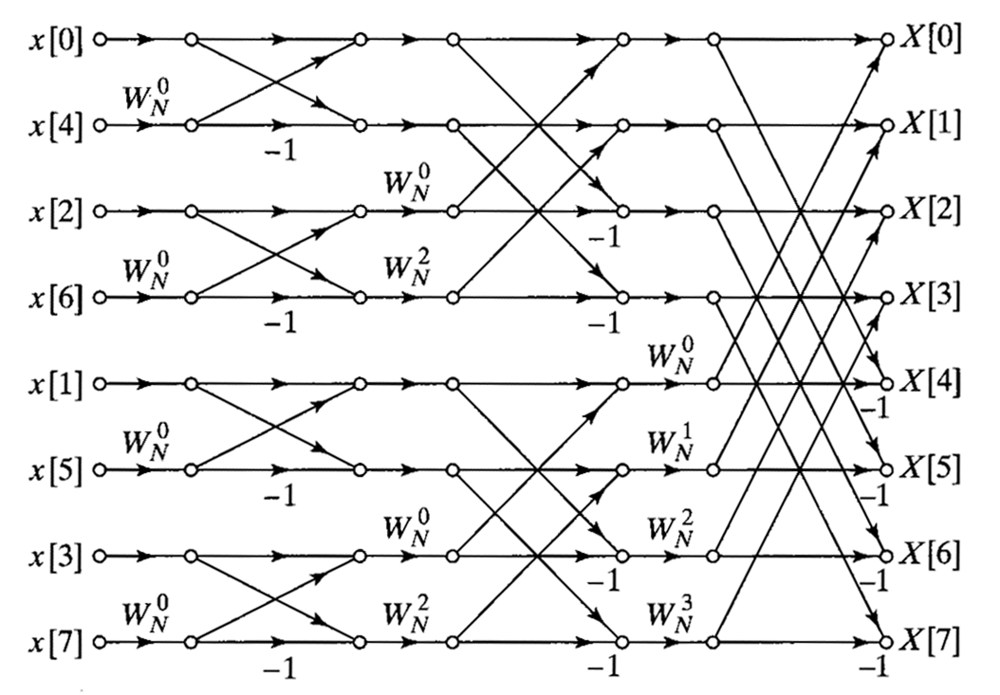 x[0] X[0]
W_N^0
x[4] -1 X[1]
W_N^0
x[2] -1 X[2]
W_N^0 W_N^2
x[6] -1 -1 X[3]
W_N^0
x[1] X[4]
-1
W_N^0 W_N^1
x[5] -1 X[5]
-1
W_N^0 W_N^2
x[3] -1 X[6]
-1
W_N^0 W_N^2 W_N^3
x[7] -1 -1 -1 X[7]